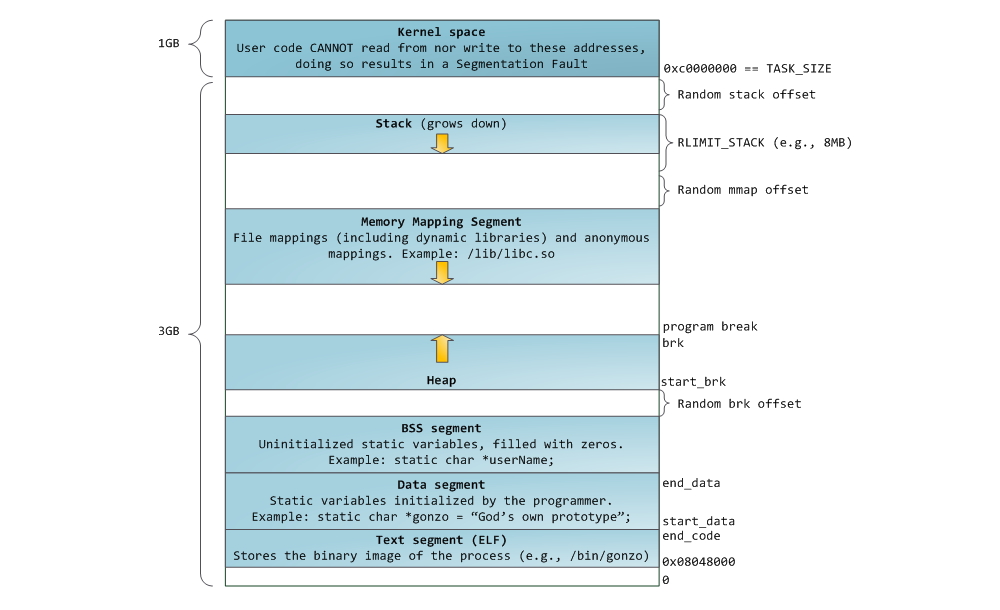 Kernel space
1GB
User code CANNOT read from nor write to these addresses,
doing so results in a Segmentation Fault
0xc0000000 == TASK_SIZE
Random stack offset
Stack (grows down)
RLIMIT_STACK (e.g., 8MB)
Random mmap offset
Memory Mapping Segment
File mappings (including dynamic libraries) and anonymous
mappings. Example: /lib/libc.so
3GB
program break
brk
Heap
start_brk
Random brk offset
BSS segment
Uninitialized static variables, filled with zeros.
Example: static char *userName;
Data segment
end_data
Static variables initialized by the programmer.
Example: static char *gonzo = “God’s own prototype”;
start_data
end_code
Text segment (ELF)
Stores the binary image of the process (e.g., /bin/gonzo)
0x08048000
0